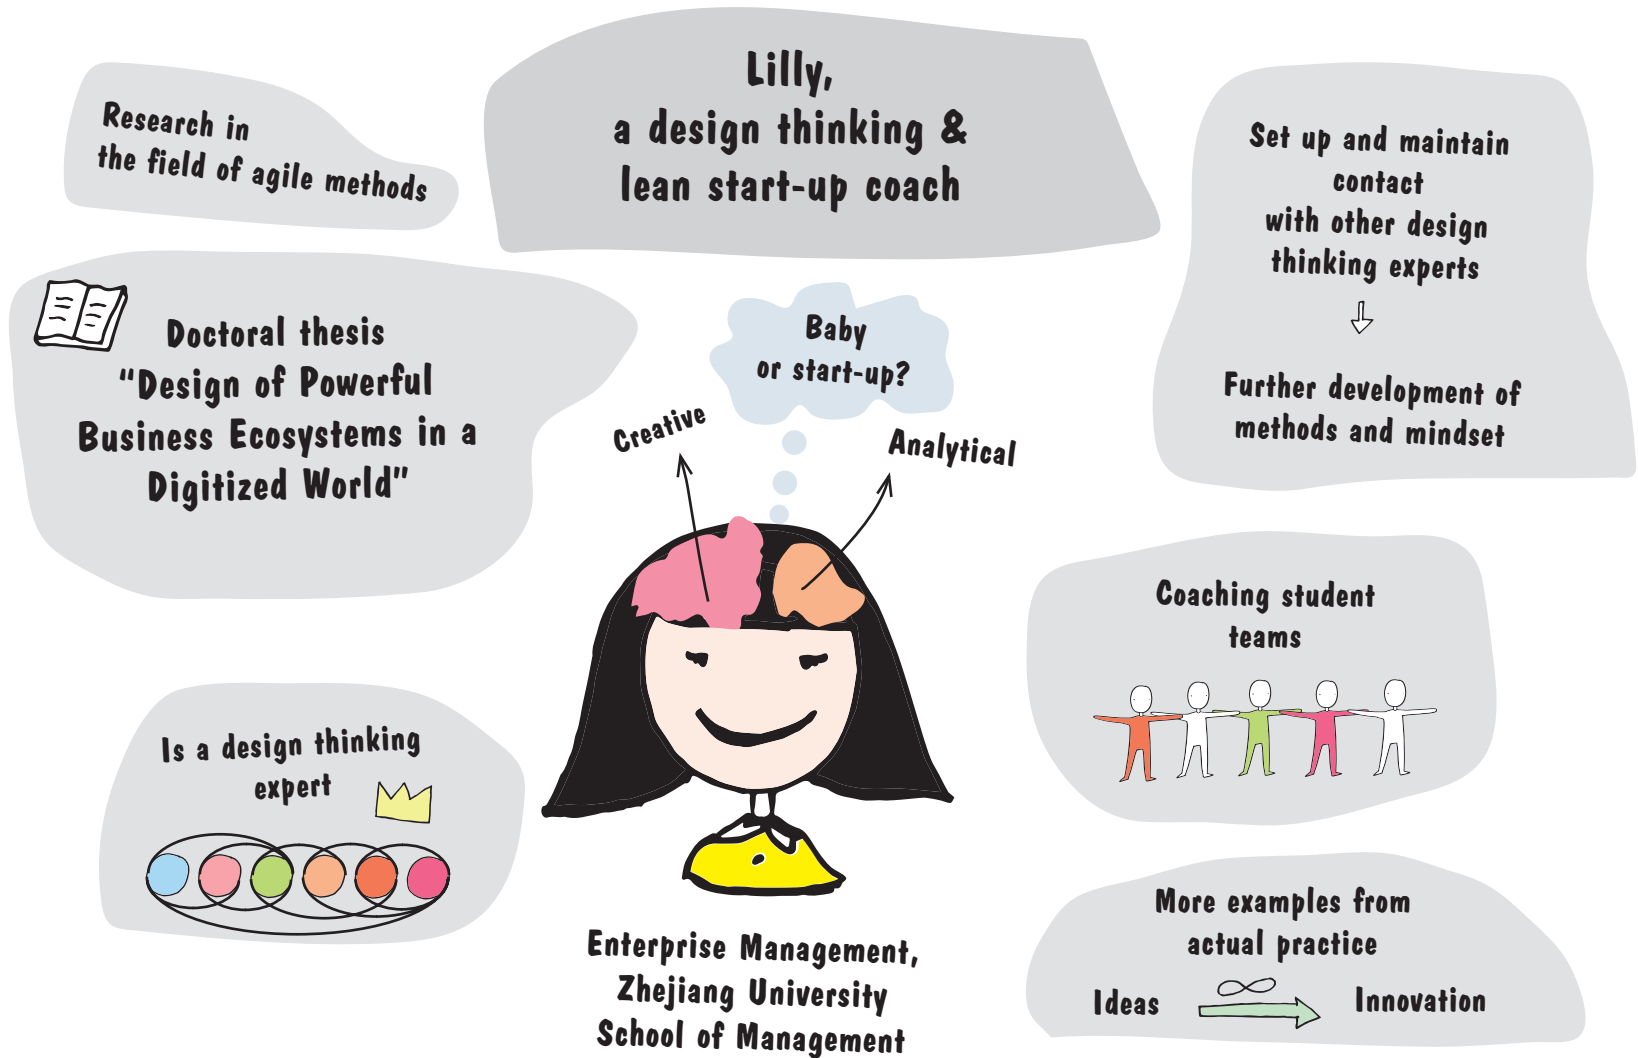 Lilly,
a design thinking &
lean start-up coach
Research in
the field of agile methods
Doctoral thesis
“Design of Powerful
Business Ecosystems in a
Digitized World”
Is a design thinking
expert
Baby
or start-up?
Creative
Analytical
Enterprise Management,
Zhejiang University
School of Management
Set up and maintain
contact
with other design
thinking experts
Further development of
methods and mindset
Coaching student
teams
More examples from
actual practice
Ideas
Innovation